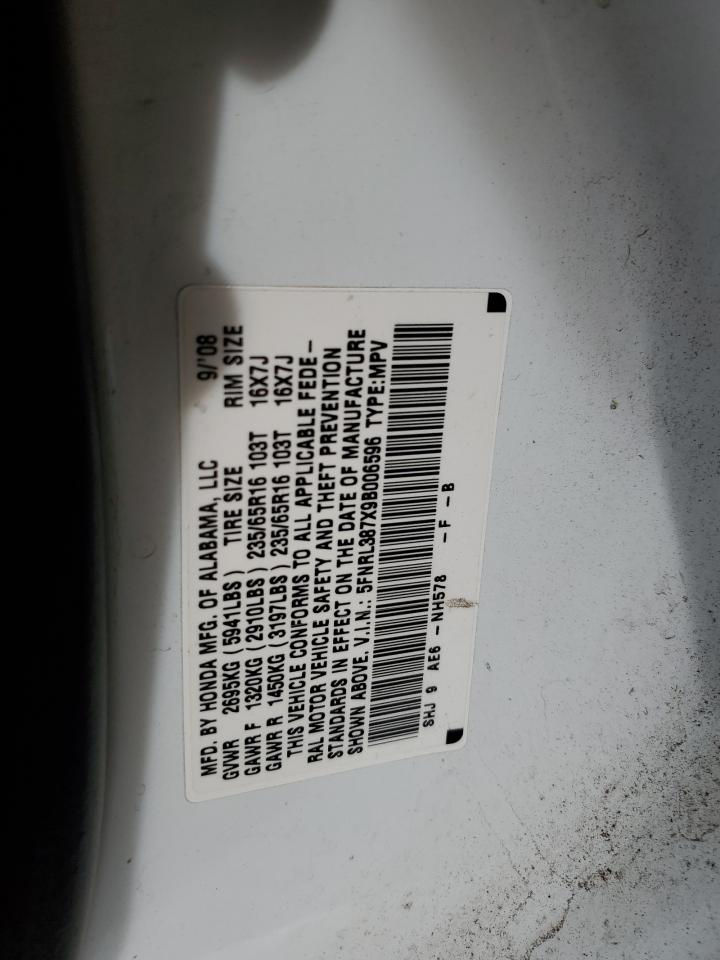 MFD. BY HONDA MFG. OF ALABAMA, LLC 9/'08
GVWR 2695KG (5941LBS) TIRE SIZE RIM SIZE
GAWR F 1320KG (2910LBS) 235/65R16 103T 16X7J
GAWR R 1450KG (3197LBS) 235/65R16 103T 16X7J
THIS VEHICLE CONFORMS TO ALL APPLICABLE FEDE-
RAL MOTOR VEHICLE SAFETY AND THEFT PREVENTION
STANDARDS IN EFFECT ON THE DATE OF MANUFACTURE
SHOWN ABOVE. V.I.N.: 5FNRL387X9B006596 TYPE:MPV
SHJ 9 AE6 -NH578 -F -B